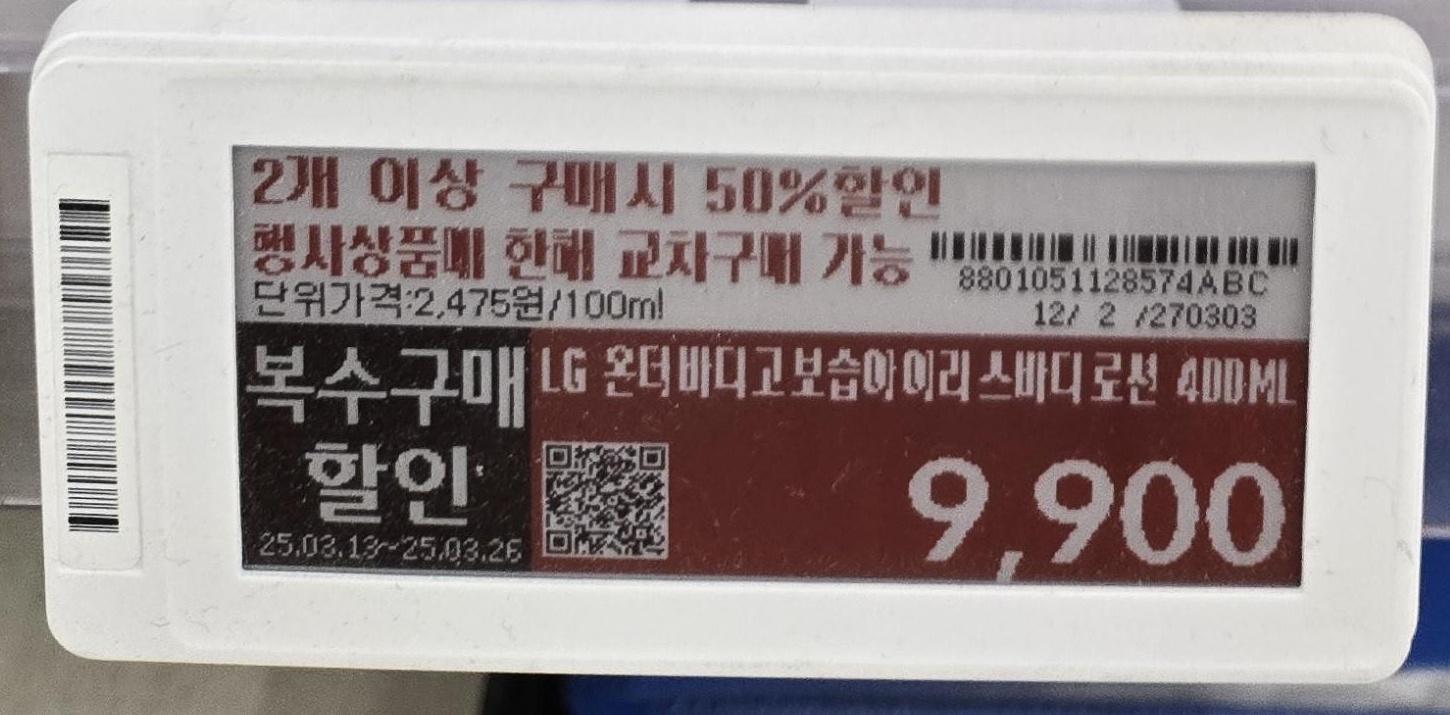 2개 이상 구매시 50%할인
행사상품에 한해 교차구매 가능
8801051128574ABC
단위가격:2,475원/100ml
12/ 2 /270303
복수구매
할인
25.03.13~25.03.26
LG 온더바디고보습아이리스바디로션 400ML
9,900